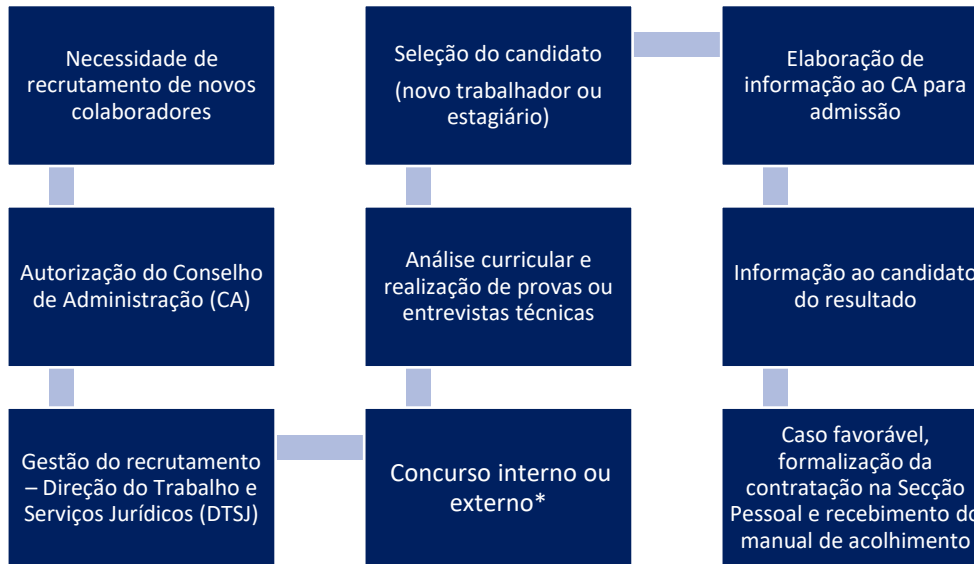 Necessidade de
recrutamento de novos
colaboradores
Autorização do Conselho
de Administração (CA)
Gestão do recrutamento
– Direção do Trabalho e
Serviços Jurídicos (DTSJ)
Concurso interno ou
externo*
Análise curricular e
realização de provas ou
entrevistas técnicas
Seleção do candidato
(novo trabalhador ou
estagiário)
Elaboração de
informação ao CA para
admissão
Informação ao candidato
do resultado
Caso favorável,
formalização da
contratação na Secção
Pessoal e recebimento do
manual de acolhimento